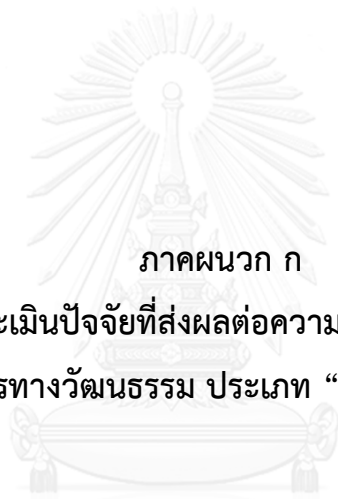 ภาคผนวก ก
ะเมินปัจจัยที่ส่งผลต่อความ
รทางวัฒนธรรม ประเภท “